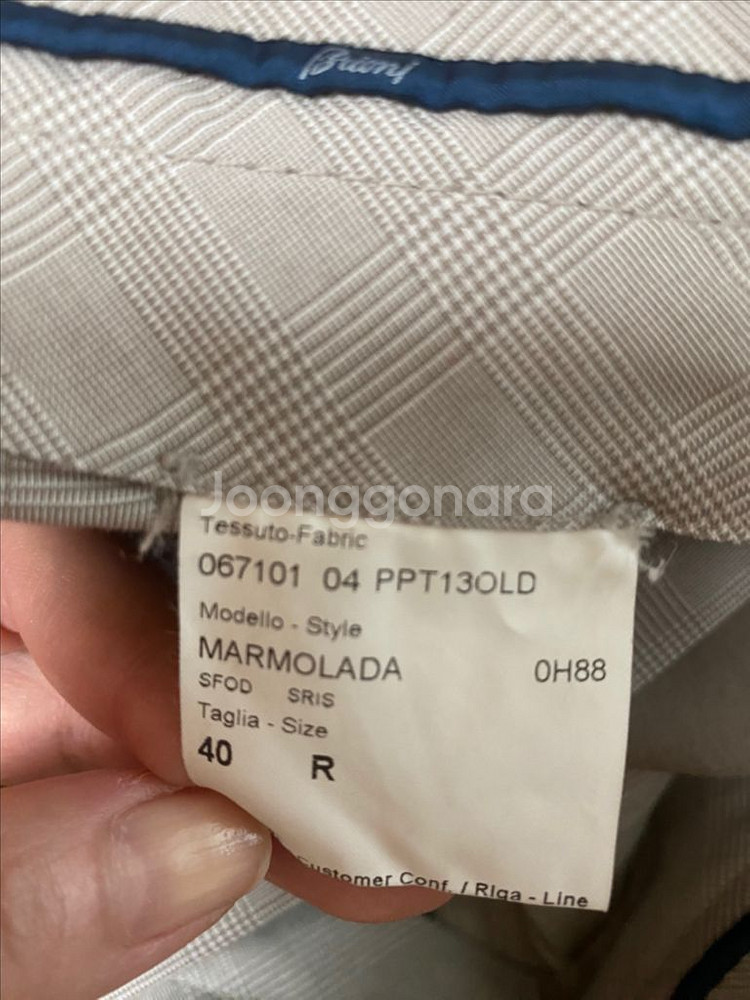 Brioni
Joonggonara
Tessuto-Fabric
067101 04 PPT13OLD
Modello - Style
MARMOLADA 0H88
SFOD SRIS
Taglia - Size
40 R
Customer Conf. / Riga - Line